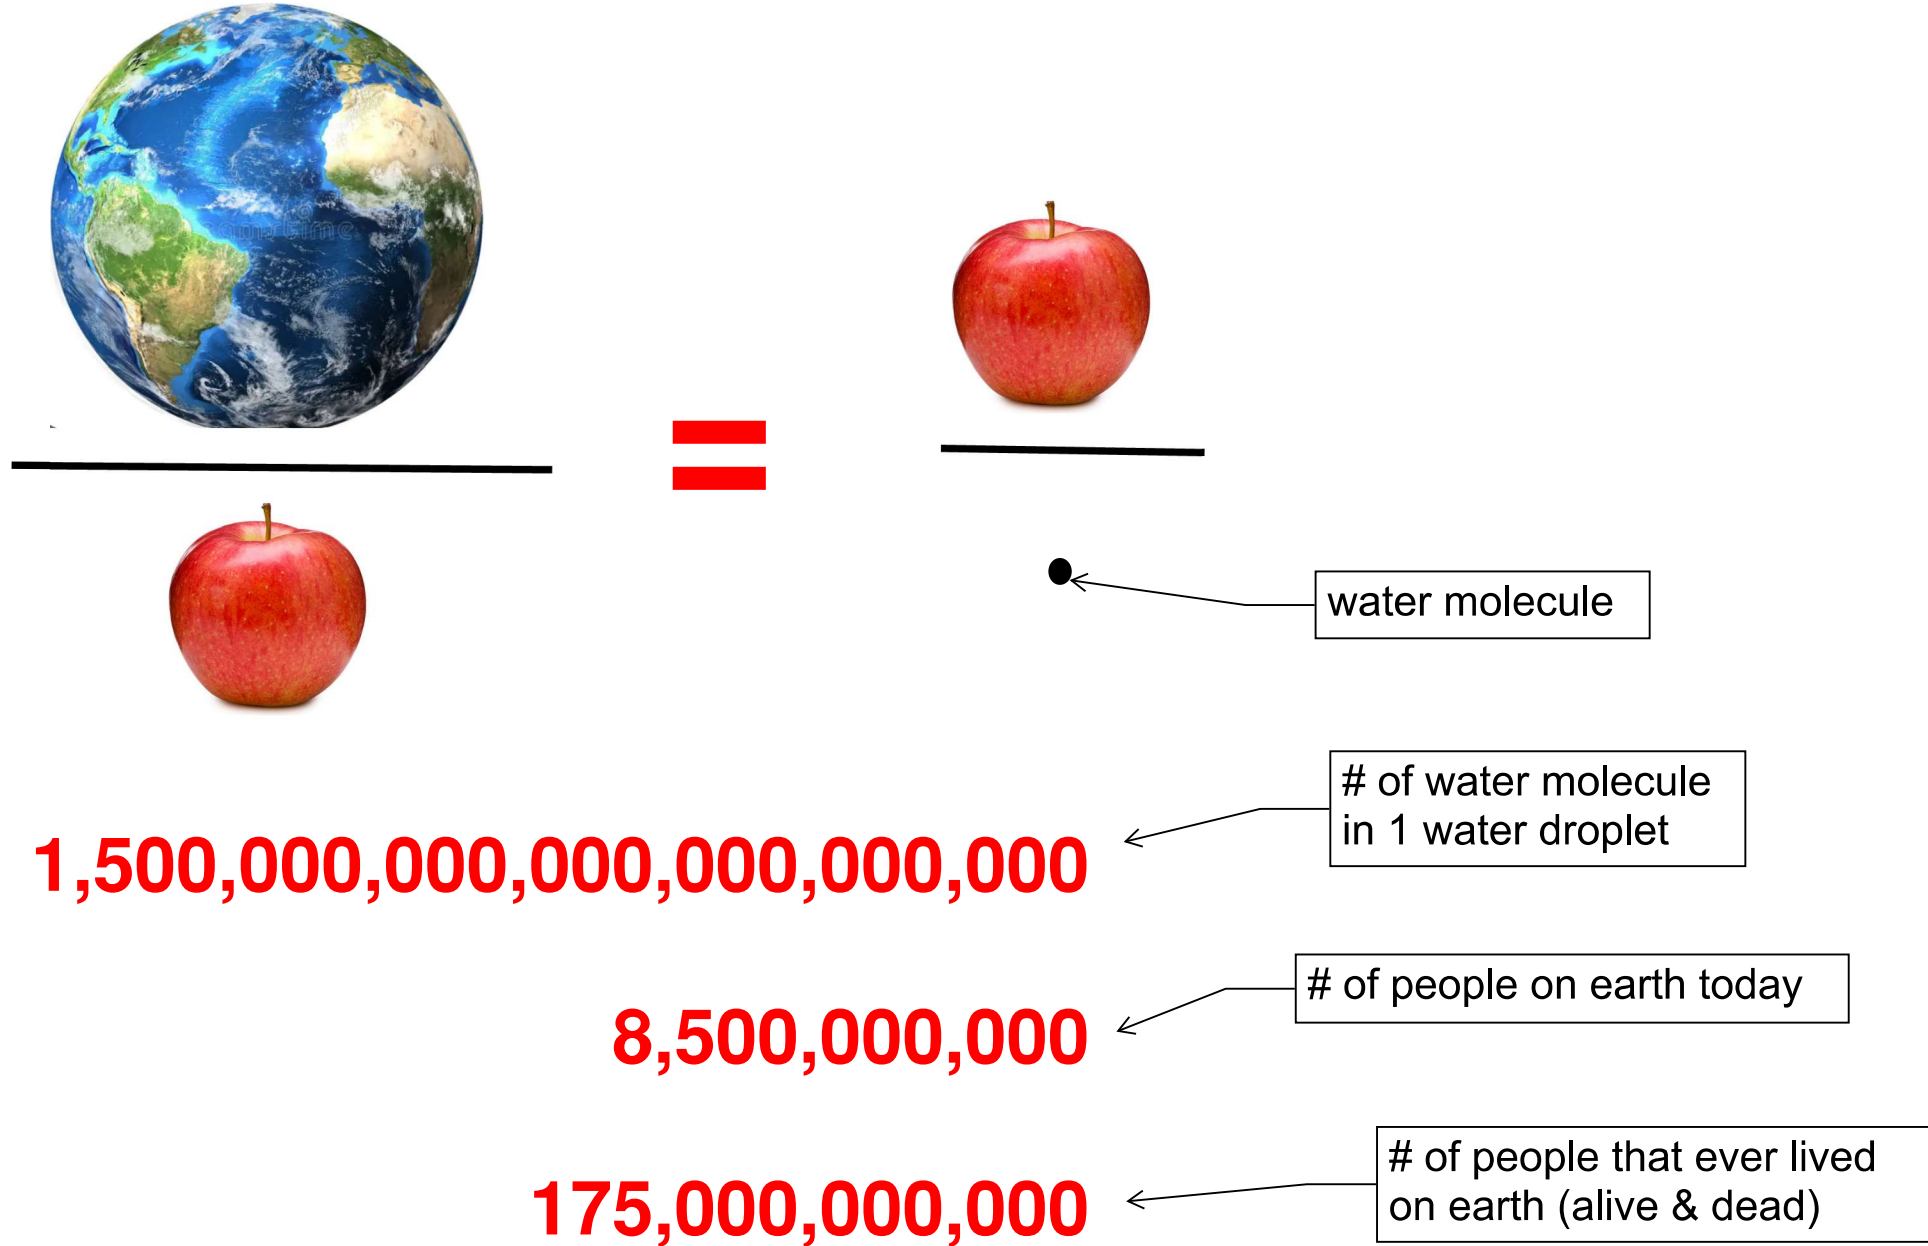 water molecule
# of water molecule
in 1 water droplet
1,500,000,000,000,000,000,000
# of people on earth today
8,500,000,000
# of people that ever lived
on earth (alive & dead)
175,000,000,000